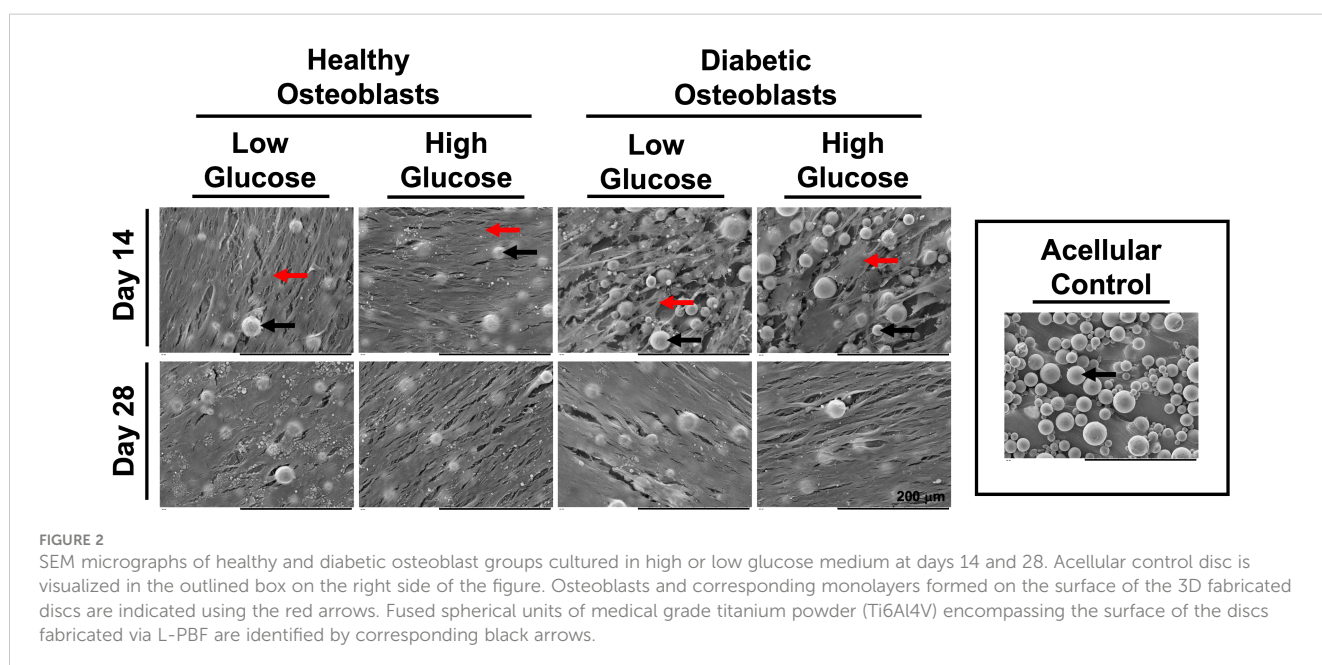 Healthy
Osteoblasts
Diabetic
Osteoblasts
Low
Glucose
High
Glucose
Low
Glucose
High
Glucose
Day 14
Day 28
200 µm
Acellular
Control
FIGURE 2
SEM micrographs of healthy and diabetic osteoblast groups cultured in high or low glucose medium at days 14 and 28. Acellular control disc is
visualized in the outlined box on the right side of the figure. Osteoblasts and corresponding monolayers formed on the surface of the 3D fabricated
discs are indicated using the red arrows. Fused spherical units of medical grade titanium powder (Ti6Al4V) encompassing the surface of the discs
fabricated via L-PBF are identified by corresponding black arrows.